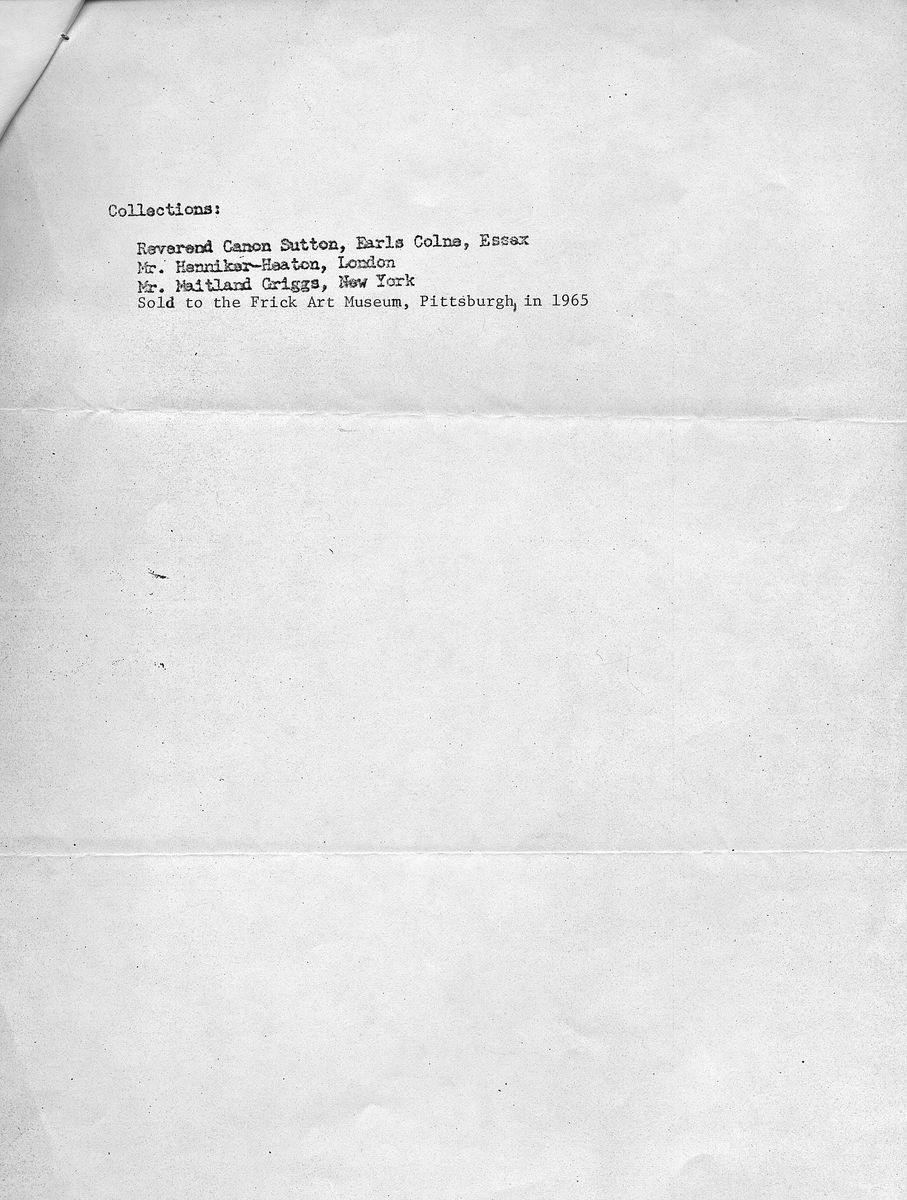 Collections:
Reverend Canon Sutton, Earls Colne, Essex
Mr. Henniker-Heaton, London
Mr. Maitland Griggs, New York
Sold to the Frick Art Museum, Pittsburgh, in 1965